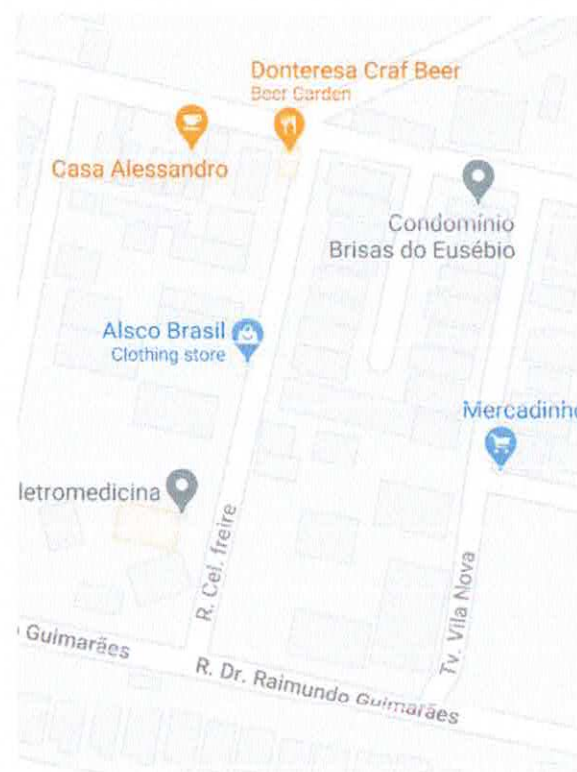 Donteresa Craf Beer
Beer Garden
Casa Alessandro
Condomínio
Brisas do Eusébio
Alsco Brasil
Clothing store
Mercadinho
letromedicina
R. Cel. freire
Tv. Vila Nova
Guimarães
R. Dr. Raimundo Guimarães